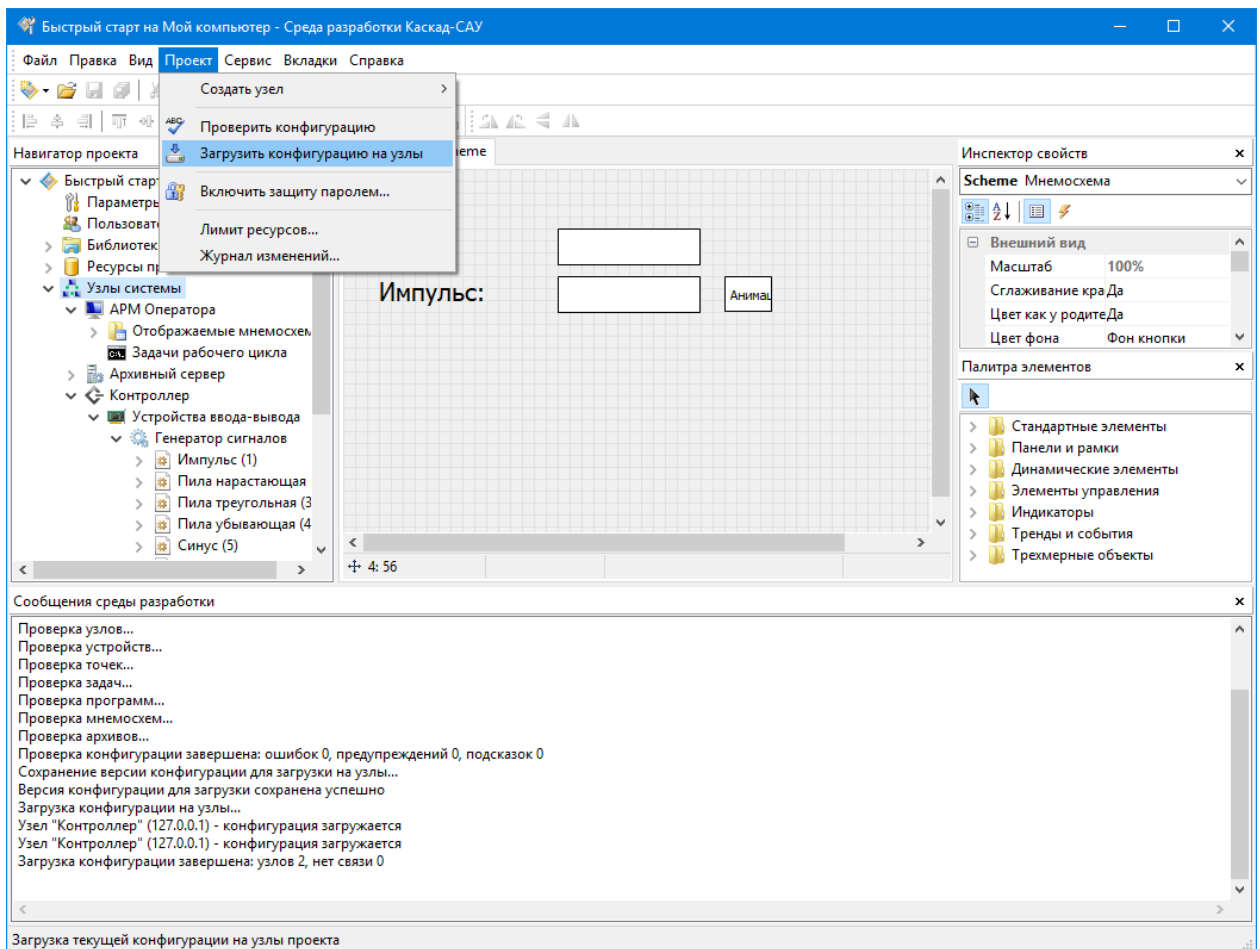 Быстрый старт на Мой компьютер - Среда разработки Каскад-САУ
Файл Правка Вид Проект Сервис Вкладки Справка
Создать узел
Проверить конфигурацию
Загрузить конфигурацию на узлы
Включить защиту паролем...
Лимит ресурсов...
Журнал изменений...
Навигатор проекта
Быстрый стар
Параметры
Пользоват
Библиотек
Ресурсы п
Узлы системы
АРМ Оператора
Отображаемые мнемосхем
Задачи рабочего цикла
Архивный сервер
Контроллер
Устройства ввода-вывода
Генератор сигналов
Импульс (1)
Пила нарастающая
Пила треугольная (3
Пила убывающая (4
Синус (5)
eme
Импульс:
Анимац
4: 56
Инспектор свойств
Scheme Мнемосхема
Внешний вид
Масштаб 100%
Сглаживание кра Да
Цвет как у родите Да
Цвет фона Фон кнопки
Палитра элементов
Стандартные элементы
Панели и рамки
Динамические элементы
Элементы управления
Индикаторы
Тренды и события
Трехмерные объекты
Сообщения среды разработки
Проверка узлов...
Проверка устройств...
Проверка точек...
Проверка задач...
Проверка программ...
Проверка мнемосхем...
Проверка архивов...
Проверка конфигурации завершена: ошибок 0, предупреждений 0, подсказок 0
Сохранение версии конфигурации для загрузки на узлы...
Версия конфигурации для загрузки сохранена успешно
Загрузка конфигурации на узлы...
Узел "Контроллер" (127.0.0.1) - конфигурация загружается
Узел "Контроллер" (127.0.0.1) - конфигурация загружается
Загрузка конфигурации завершена: узлов 2, нет связи 0
Загрузка текущей конфигурации на узлы проекта